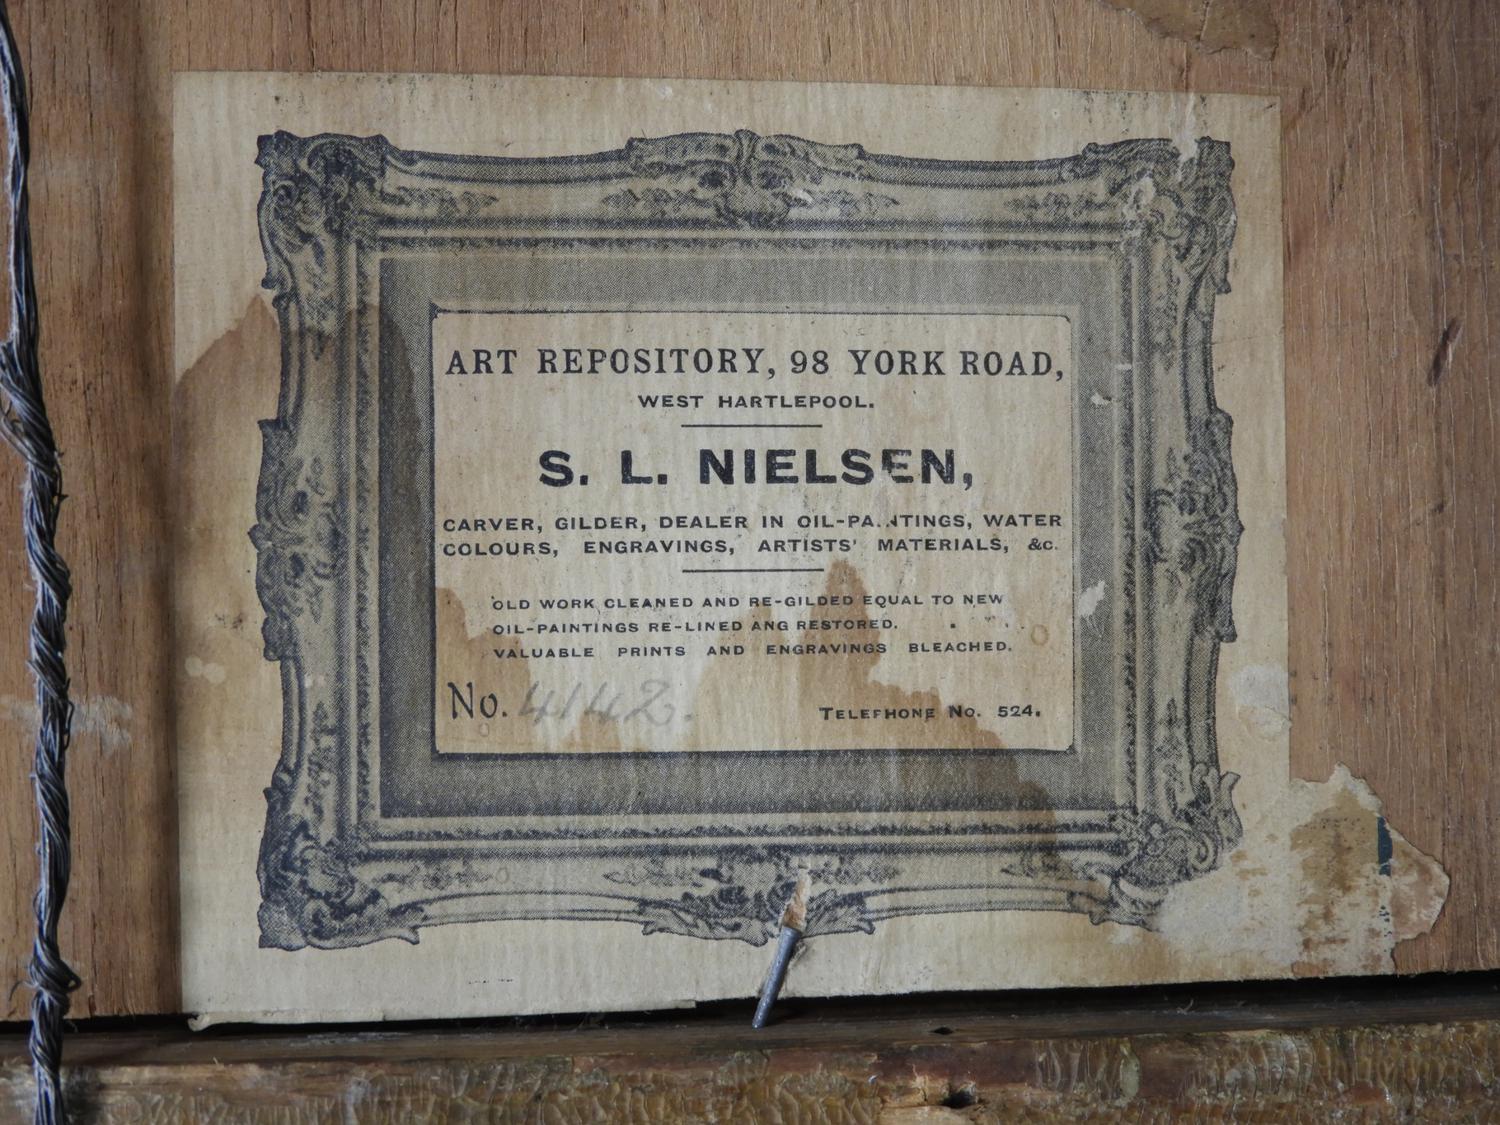 ART REPOSITORY, 98 YORK ROAD,
WEST HARTLEPOOL.
S. L. NIELSEN,
CARVER, GILDER, DEALER IN OIL-PAINTINGS, WATER
COLOURS, ENGRAVINGS, ARTISTS' MATERIALS, &c.
OLD WORK CLEANED AND RE-GILDED EQUAL TO NEW
OIL-PAINTINGS RE-LINED ANG RESTORED.
VALUABLE PRINTS AND ENGRAVINGS BLEACHED.
No. 4142. TELEPHONE No. 524.